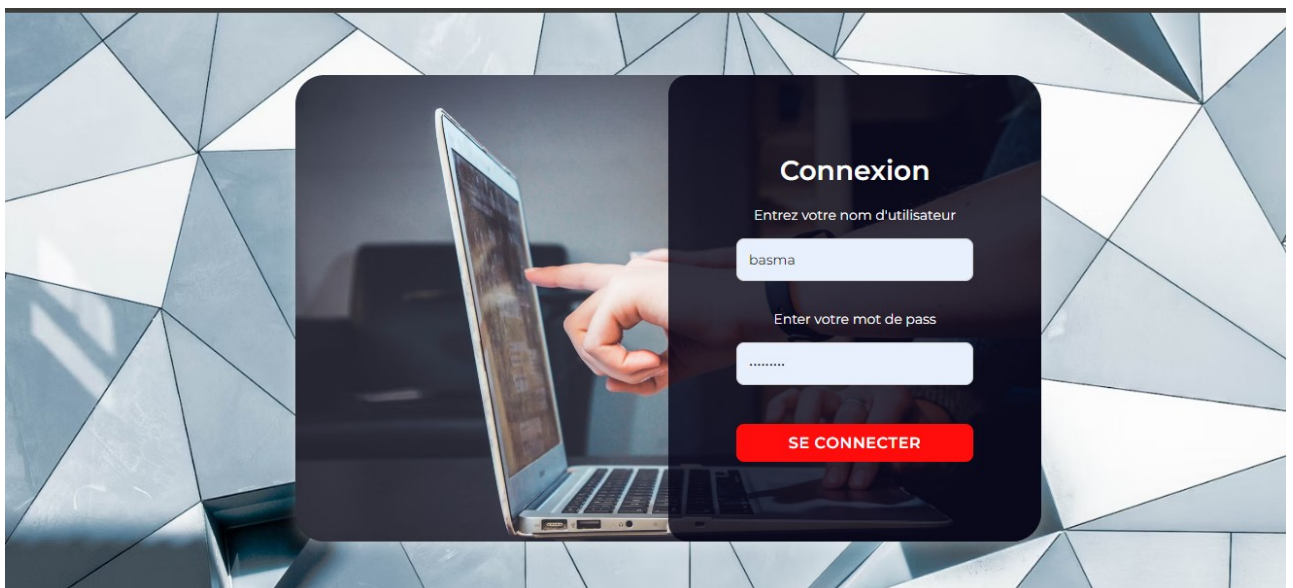 Connexion
Entrez votre nom d'utilisateur
basma
Enter votre mot de pass
·········
SE CONNECTER